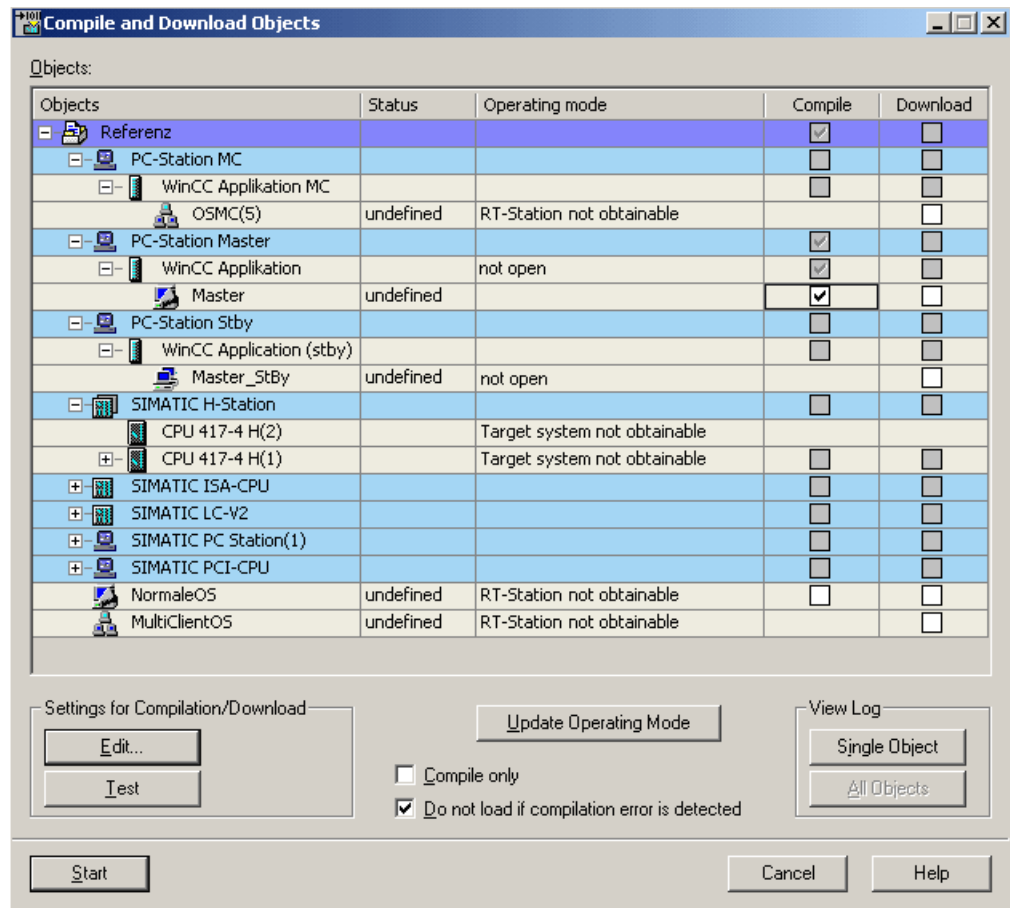 Compile and Download Objects
Objects:
Objects Status Operating mode Compile Download
Referenz
PC-Station MC
WinCC Applikation MC
OSMC(5) undefined RT-Station not obtainable
PC-Station Master
WinCC Applikation not open
Master undefined
PC-Station Stby
WinCC Application (stby)
Master_StBy undefined not open
SIMATIC H-Station
CPU 417-4 H(2) Target system not obtainable
CPU 417-4 H(1) Target system not obtainable
SIMATIC ISA-CPU
SIMATIC LC-V2
SIMATIC PC Station(1)
SIMATIC PCI-CPU
NormaleOS undefined RT-Station not obtainable
MultiClientOS undefined RT-Station not obtainable
Settings for Compilation/Download
Edit...
Test
Update Operating Mode
Compile only
Do not load if compilation error is detected
View Log
Single Object
All Objects
Start Cancel Help